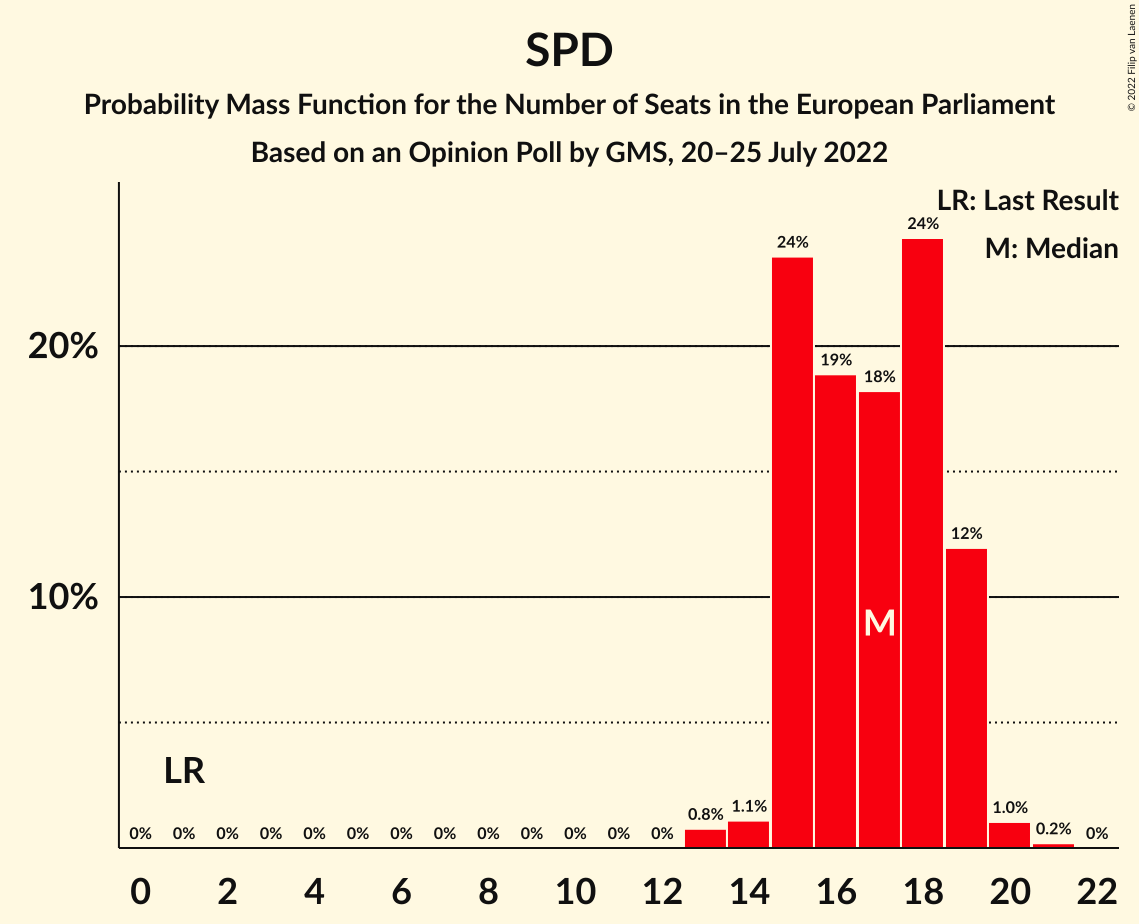 SPD
Probability Mass Function for the Number of Seats in the European Parliament
Based on an Opinion Poll by GMS, 20–25 July 2022
© 2022 Filip van Laenen
LR: Last Result
M: Median
24%
24%
20%
19%
18%
12%
10%
M
LR
0% 0% 0% 0% 0% 0% 0% 0% 0% 0% 0% 0% 0% 0.8% 1.1% 1.0% 0.2% 0%
0 2 4 6 8 10 12 14 16 18 20 22